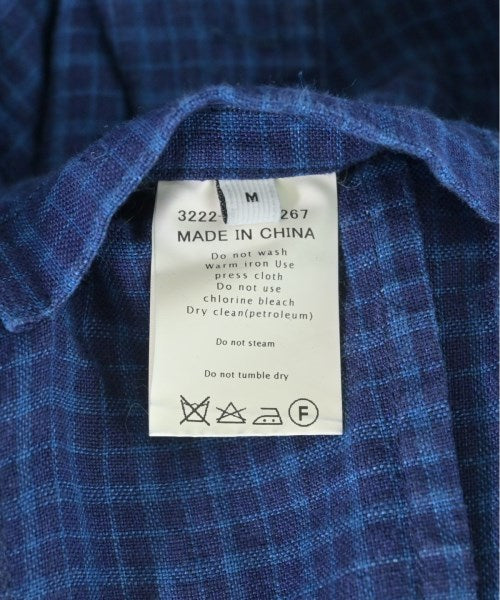 M
3222- 267
MADE IN CHINA
Do not wash
Warm iron Use
press cloth
Do not use
chlorine bleach
Dry clean(petroleum)
Do not steam
Do not tumble dry
F